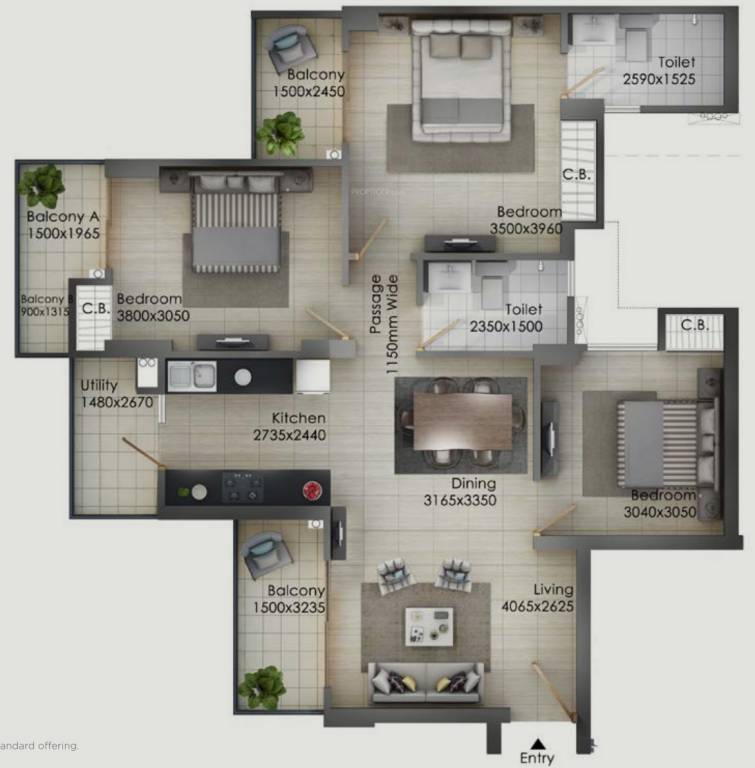 Balcony
1500x2450
Toilet
2590x1525
C.B.
Bedroom
3500x3960
Balcony A
1500x1965
Balcony
900x1315
C.B.
Bedroom
3800x3050
Passage
1150mm Wide
Toilet
2350x1500
C.B.
Utility
1480x2670
Kitchen
2735x2440
Dining
3165x3350
Bedroom
3040x3050
Balcony
1500x3235
Living
4065x2625
andard offering.
Entry